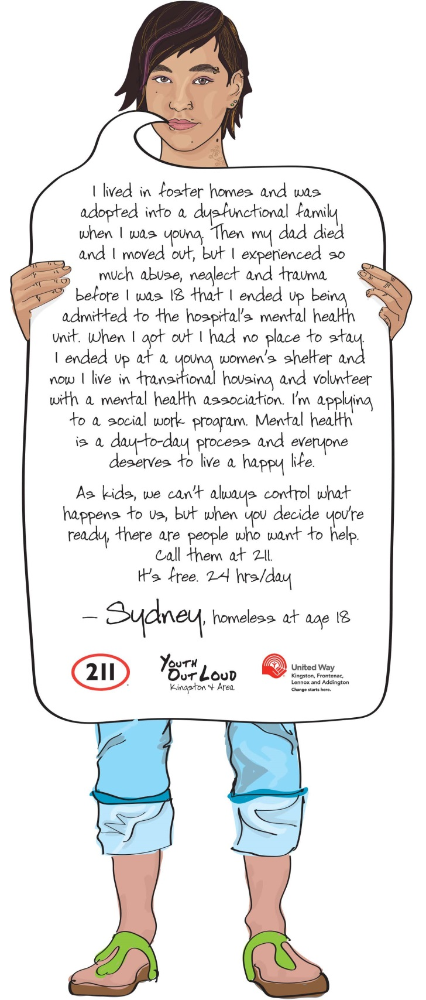 I lived in foster homes and was
adopted into a dysfunctional family
when I was young. Then my dad died
and I moved out, but I experienced so
much abuse, neglect and trauma
before I was 18 that I ended up being
admitted to the hospital's mental health
unit. When I got out I had no place to stay.
I ended up at a young women's shelter and
now I live in transitional housing and volunteer
with a mental health association. I'm applying
to a social work program. Mental health
is a day-to-day process and everyone
deserves to live a happy life.
As kids, we can't always control what
happens to us, but when you decide you're
ready, there are people who want to help.
Call them at 211.
It's free. 24 hrs/day
– Sydney, homeless at age 18
211
Youth
Out Loud
Kingston & Area
United Way
Kingston, Frontenac,
Lennox and Addington
Change starts here.